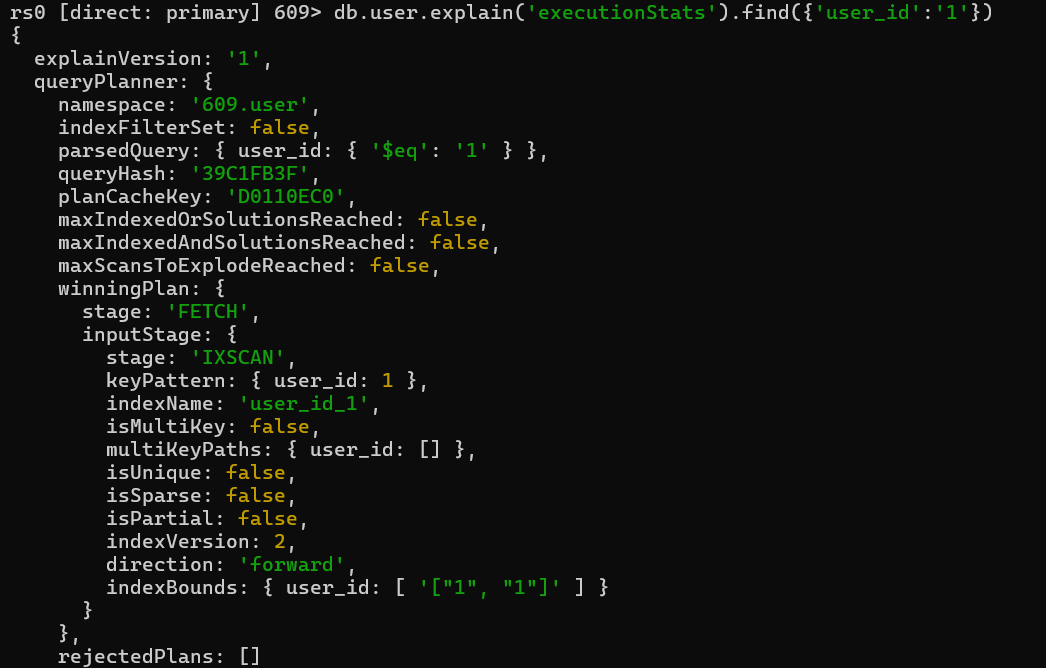 rs0 [direct: primary] 609> db.user.explain('executionStats').find({'user_id':'1'})
{
  explainVersion: '1',
  queryPlanner: {
    namespace: '609.user',
    indexFilterSet: false,
    parsedQuery: { user_id: { '$eq': '1' } },
    queryHash: '39C1FB3F',
    planCacheKey: 'D0110EC0',
    maxIndexedOrSolutionsReached: false,
    maxIndexedAndSolutionsReached: false,
    maxScansToExplodeReached: false,
    winningPlan: {
      stage: 'FETCH',
      inputStage: {
        stage: 'IXSCAN',
        keyPattern: { user_id: 1 },
        indexName: 'user_id_1',
        isMultiKey: false,
        multiKeyPaths: { user_id: [] },
        isUnique: false,
        isSparse: false,
        isPartial: false,
        indexVersion: 2,
        direction: 'forward',
        indexBounds: { user_id: [ '["1", "1"]' ] }
      }
    },
    rejectedPlans: []